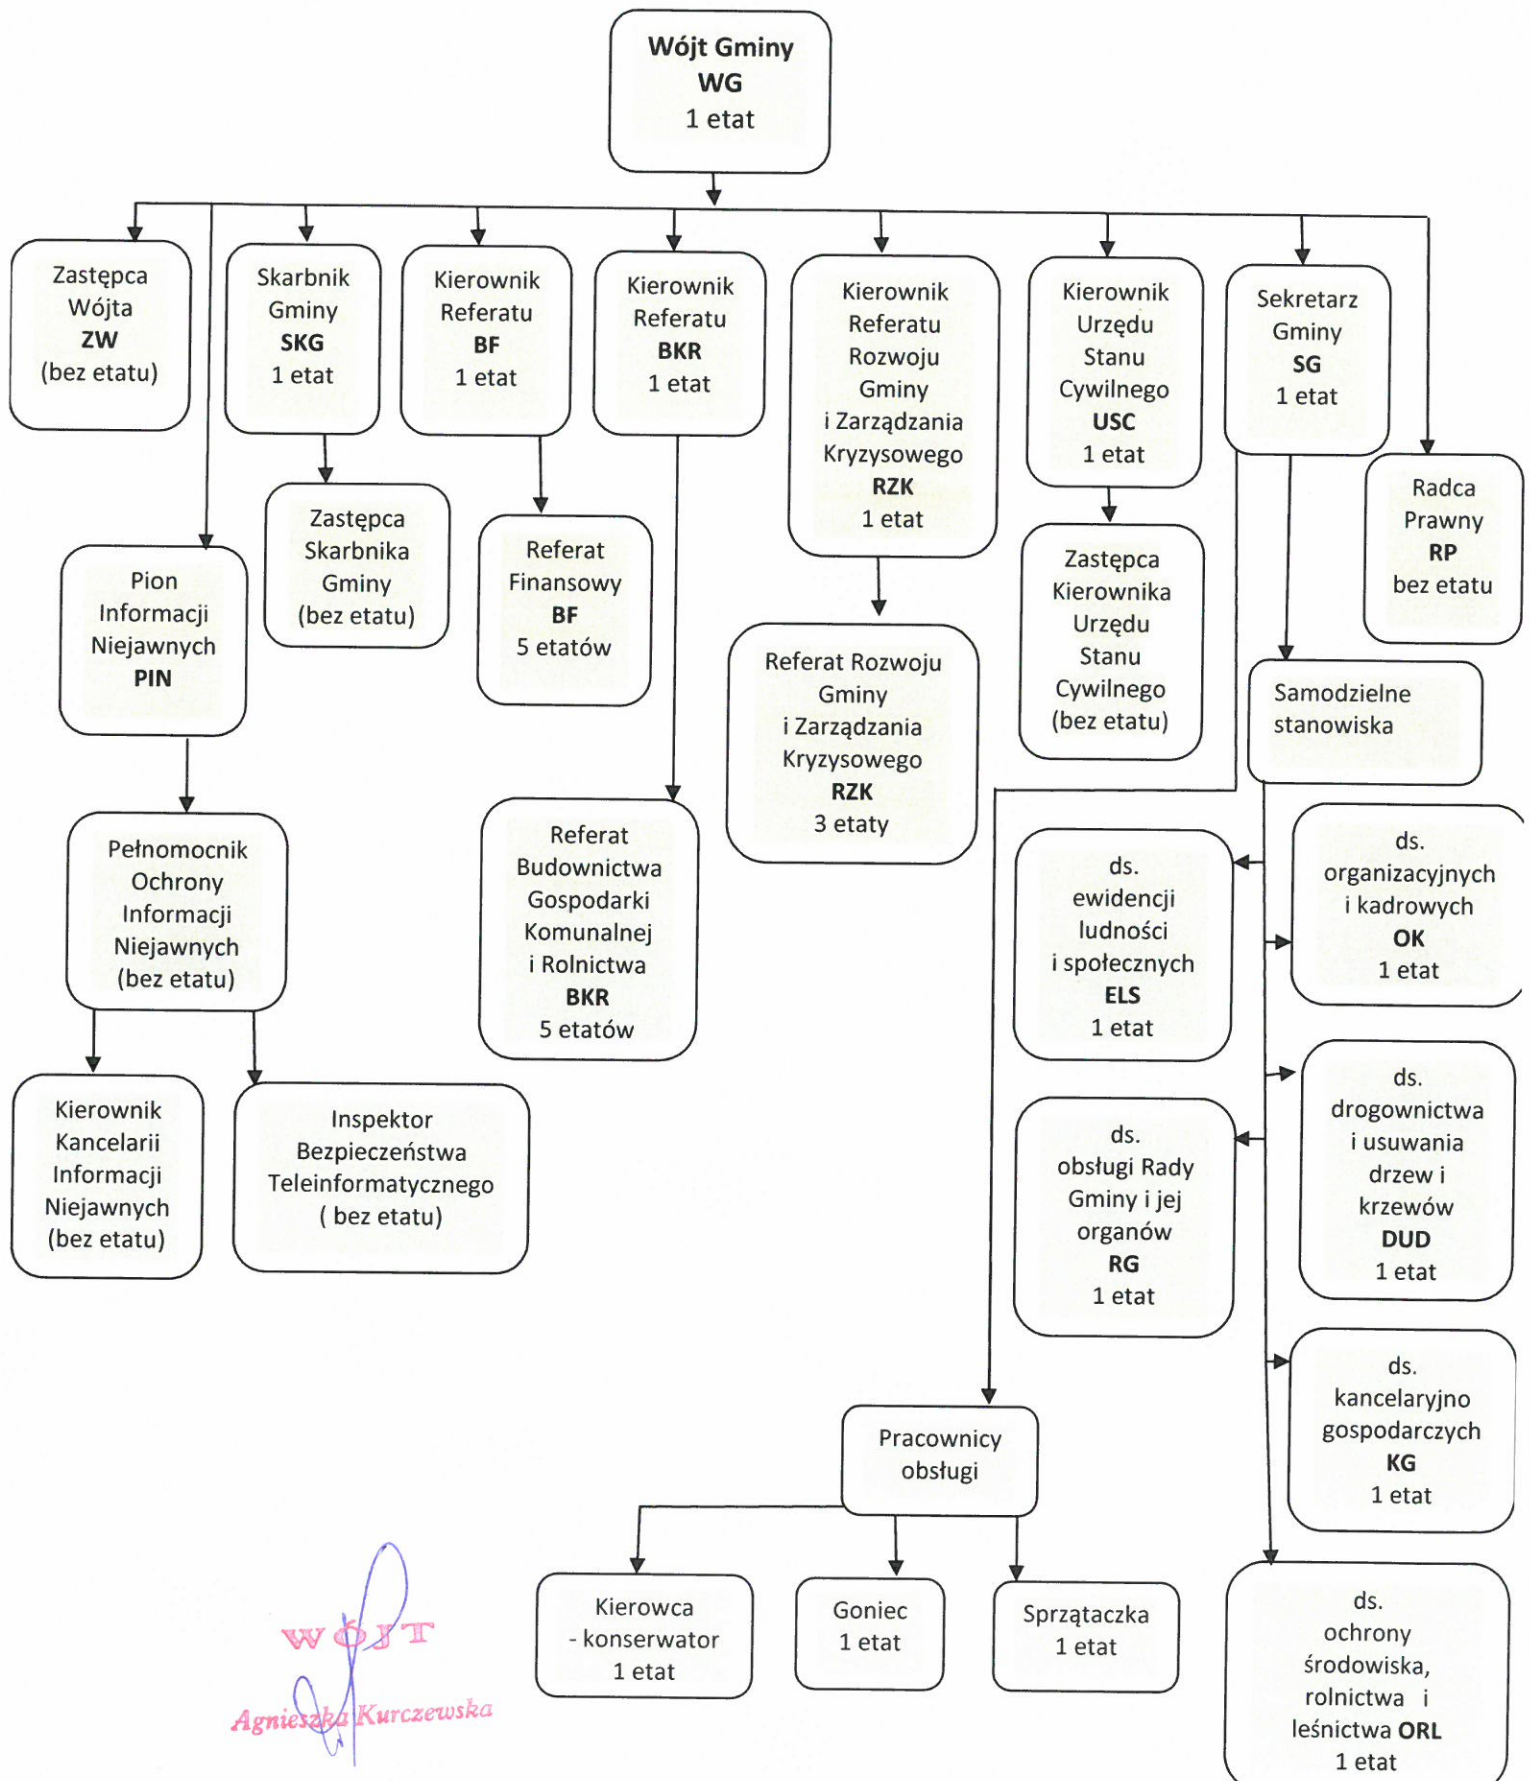 Wójt Gminy
WG
1 etat
Zastępca
Wójta
ZW
(bez etatu)
Skarbnik
Gminy
SKG
1 etat
Kierownik
Referatu
BF
1 etat
Kierownik
Referatu
BKR
1 etat
Kierownik
Referatu
Rozwoju
Gminy
i Zarządzania
Kryzysowego
RZK
1 etat
Kierownik
Urzędu
Stanu
Cywilnego
USC
1 etat
Sekretarz
Gminy
SG
1 etat
Radca
Prawny
RP
bez etatu
Pion
Informacji
Niejawnych
PIN
Zastępca
Skarbnika
Gminy
(bez etatu)
Referat
Finansowy
BF
5 etatów
Referat Rozwoju
Gminy
i Zarządzania
Kryzysowego
RZK
3 etaty
Zastępca
Kierownika
Urzędu
Stanu
Cywilnego
(bez etatu)
Samodzielne
stanowiska
Pełnomocnik
Ochrony
Informacji
Niejawnych
(bez etatu)
Referat
Budownictwa
Gospodarki
Komunalnej
i Rolnictwa
BKR
5 etatów
ds.
ewidencji
ludności
i społecznych
ELS
1 etat
ds.
organizacyjnych
i kadrowych
OK
1 etat
Kierownik
Kancelarii
Informacji
Niejawnych
(bez etatu)
Inspektor
Bezpieczeństwa
Teleinformatycznego
( bez etatu)
ds.
obsługi Rady
Gminy i jej
organów
RG
1 etat
ds.
drogownictwa
i usuwania
drzew i
krzewów
DUD
1 etat
ds.
kancelaryjno
gospodarczych
KG
1 etat
Pracownicy
obsługi
Kierowca
- konserwator
1 etat
Goniec
1 etat
Sprzątaczka
1 etat
ds.
ochrony
środowiska,
rolnictwa i
leśnictwa ORL
1 etat
WÓJT
Agnieszka Kurczewska